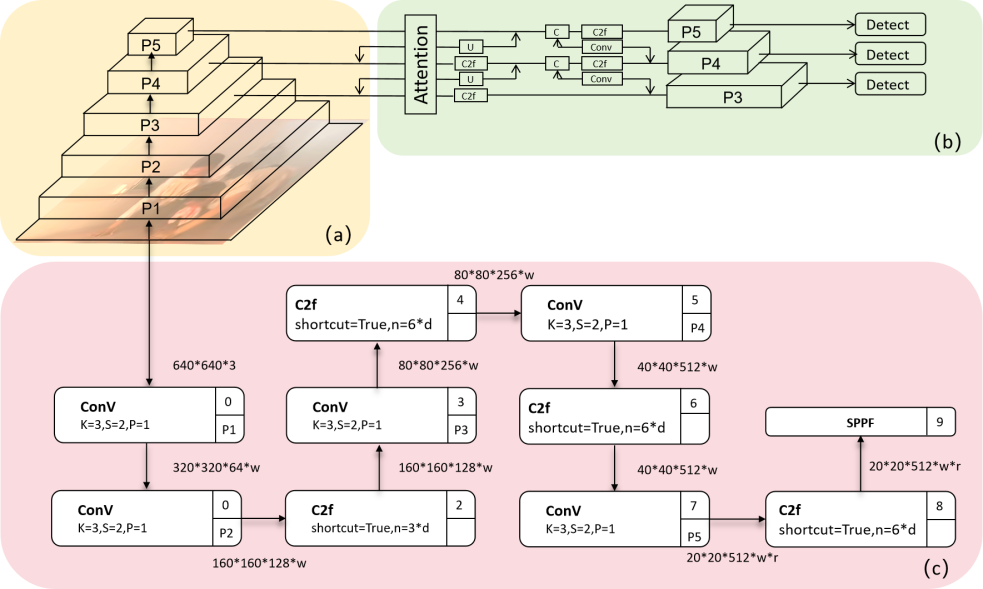 P5
P4
P3
P2
P1
(a)
Attention
U
C2f
U
C2f
C
C2f
Conv
C
C2f
Conv
P5
P4
P3
Detect
Detect
Detect
(b)
640*640*3
ConV
K=3,S=2,P=1
0
P1
320*320*64*w
ConV
K=3,S=2,P=1
0
P2
160*160*128*w
C2f
shortcut=True,n=3*d
2
160*160*128*w
ConV
K=3,S=2,P=1
3
P3
80*80*256*w
C2f
shortcut=True,n=6*d
4
80*80*256*w
ConV
K=3,S=2,P=1
5
P4
40*40*512*w
C2f
shortcut=True,n=6*d
6
40*40*512*w
ConV
K=3,S=2,P=1
7
P5
20*20*512*w*r
C2f
shortcut=True,n=6*d
8
20*20*512*w*r
SPPF
9
(c)